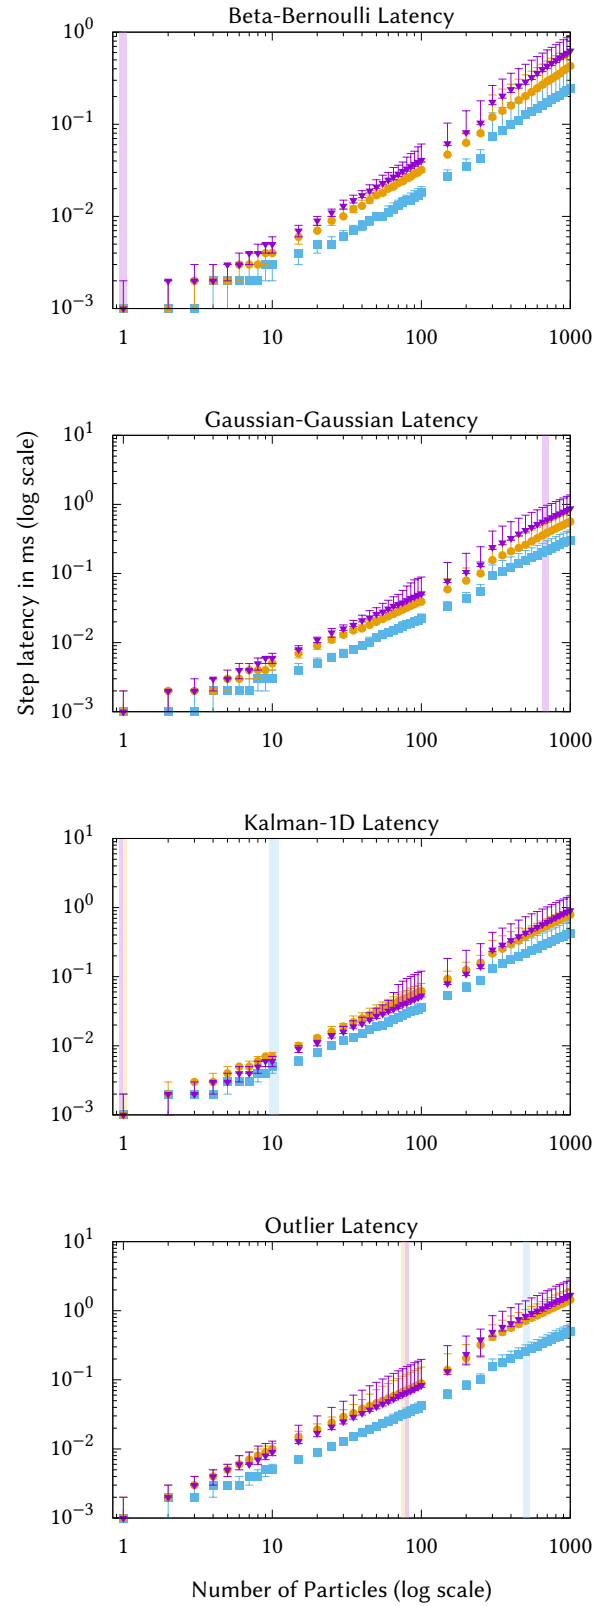 Beta-Bernoulli Latency
10^0
10^-1
10^-2
10^-3
1 10 100 1000
Gaussian-Gaussian Latency
10^1
10^0
10^-1
10^-2
10^-3
1 10 100 1000
Step latency in ms (log scale)
Kalman-1D Latency
10^1
10^0
10^-1
10^-2
10^-3
1 10 100 1000
Outlier Latency
10^1
10^0
10^-1
10^-2
10^-3
1 10 100 1000
Number of Particles (log scale)